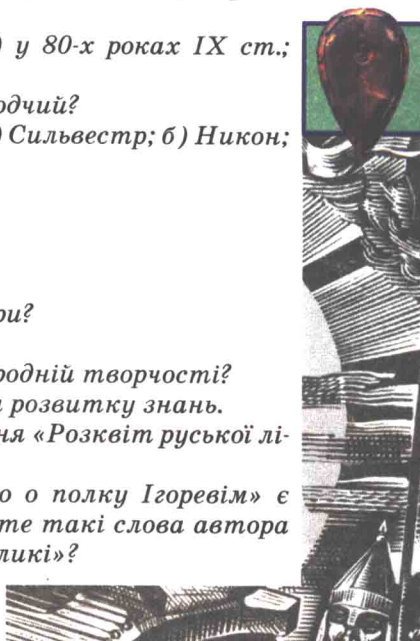 ) у 80-х роках IX ст.;
одчий?
) Сильвестр; б) Никон;
ри?
родній творчості?
розвитку знань.
ня «Розквіт руської лі-
о о полку Ігоревім» є
те такі слова автора
ликі»?